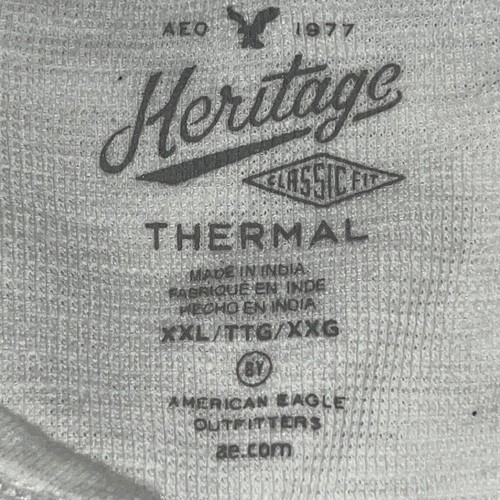 AEO 1977
Heritage
CLASSIC FIT
THERMAL
MADE IN INDIA
FABRIQUÉ EN INDE
HECHO EN INDIA
XXL/TTG/XXG
BY
AMERICAN EAGLE
OUTFITTERS
ae.com